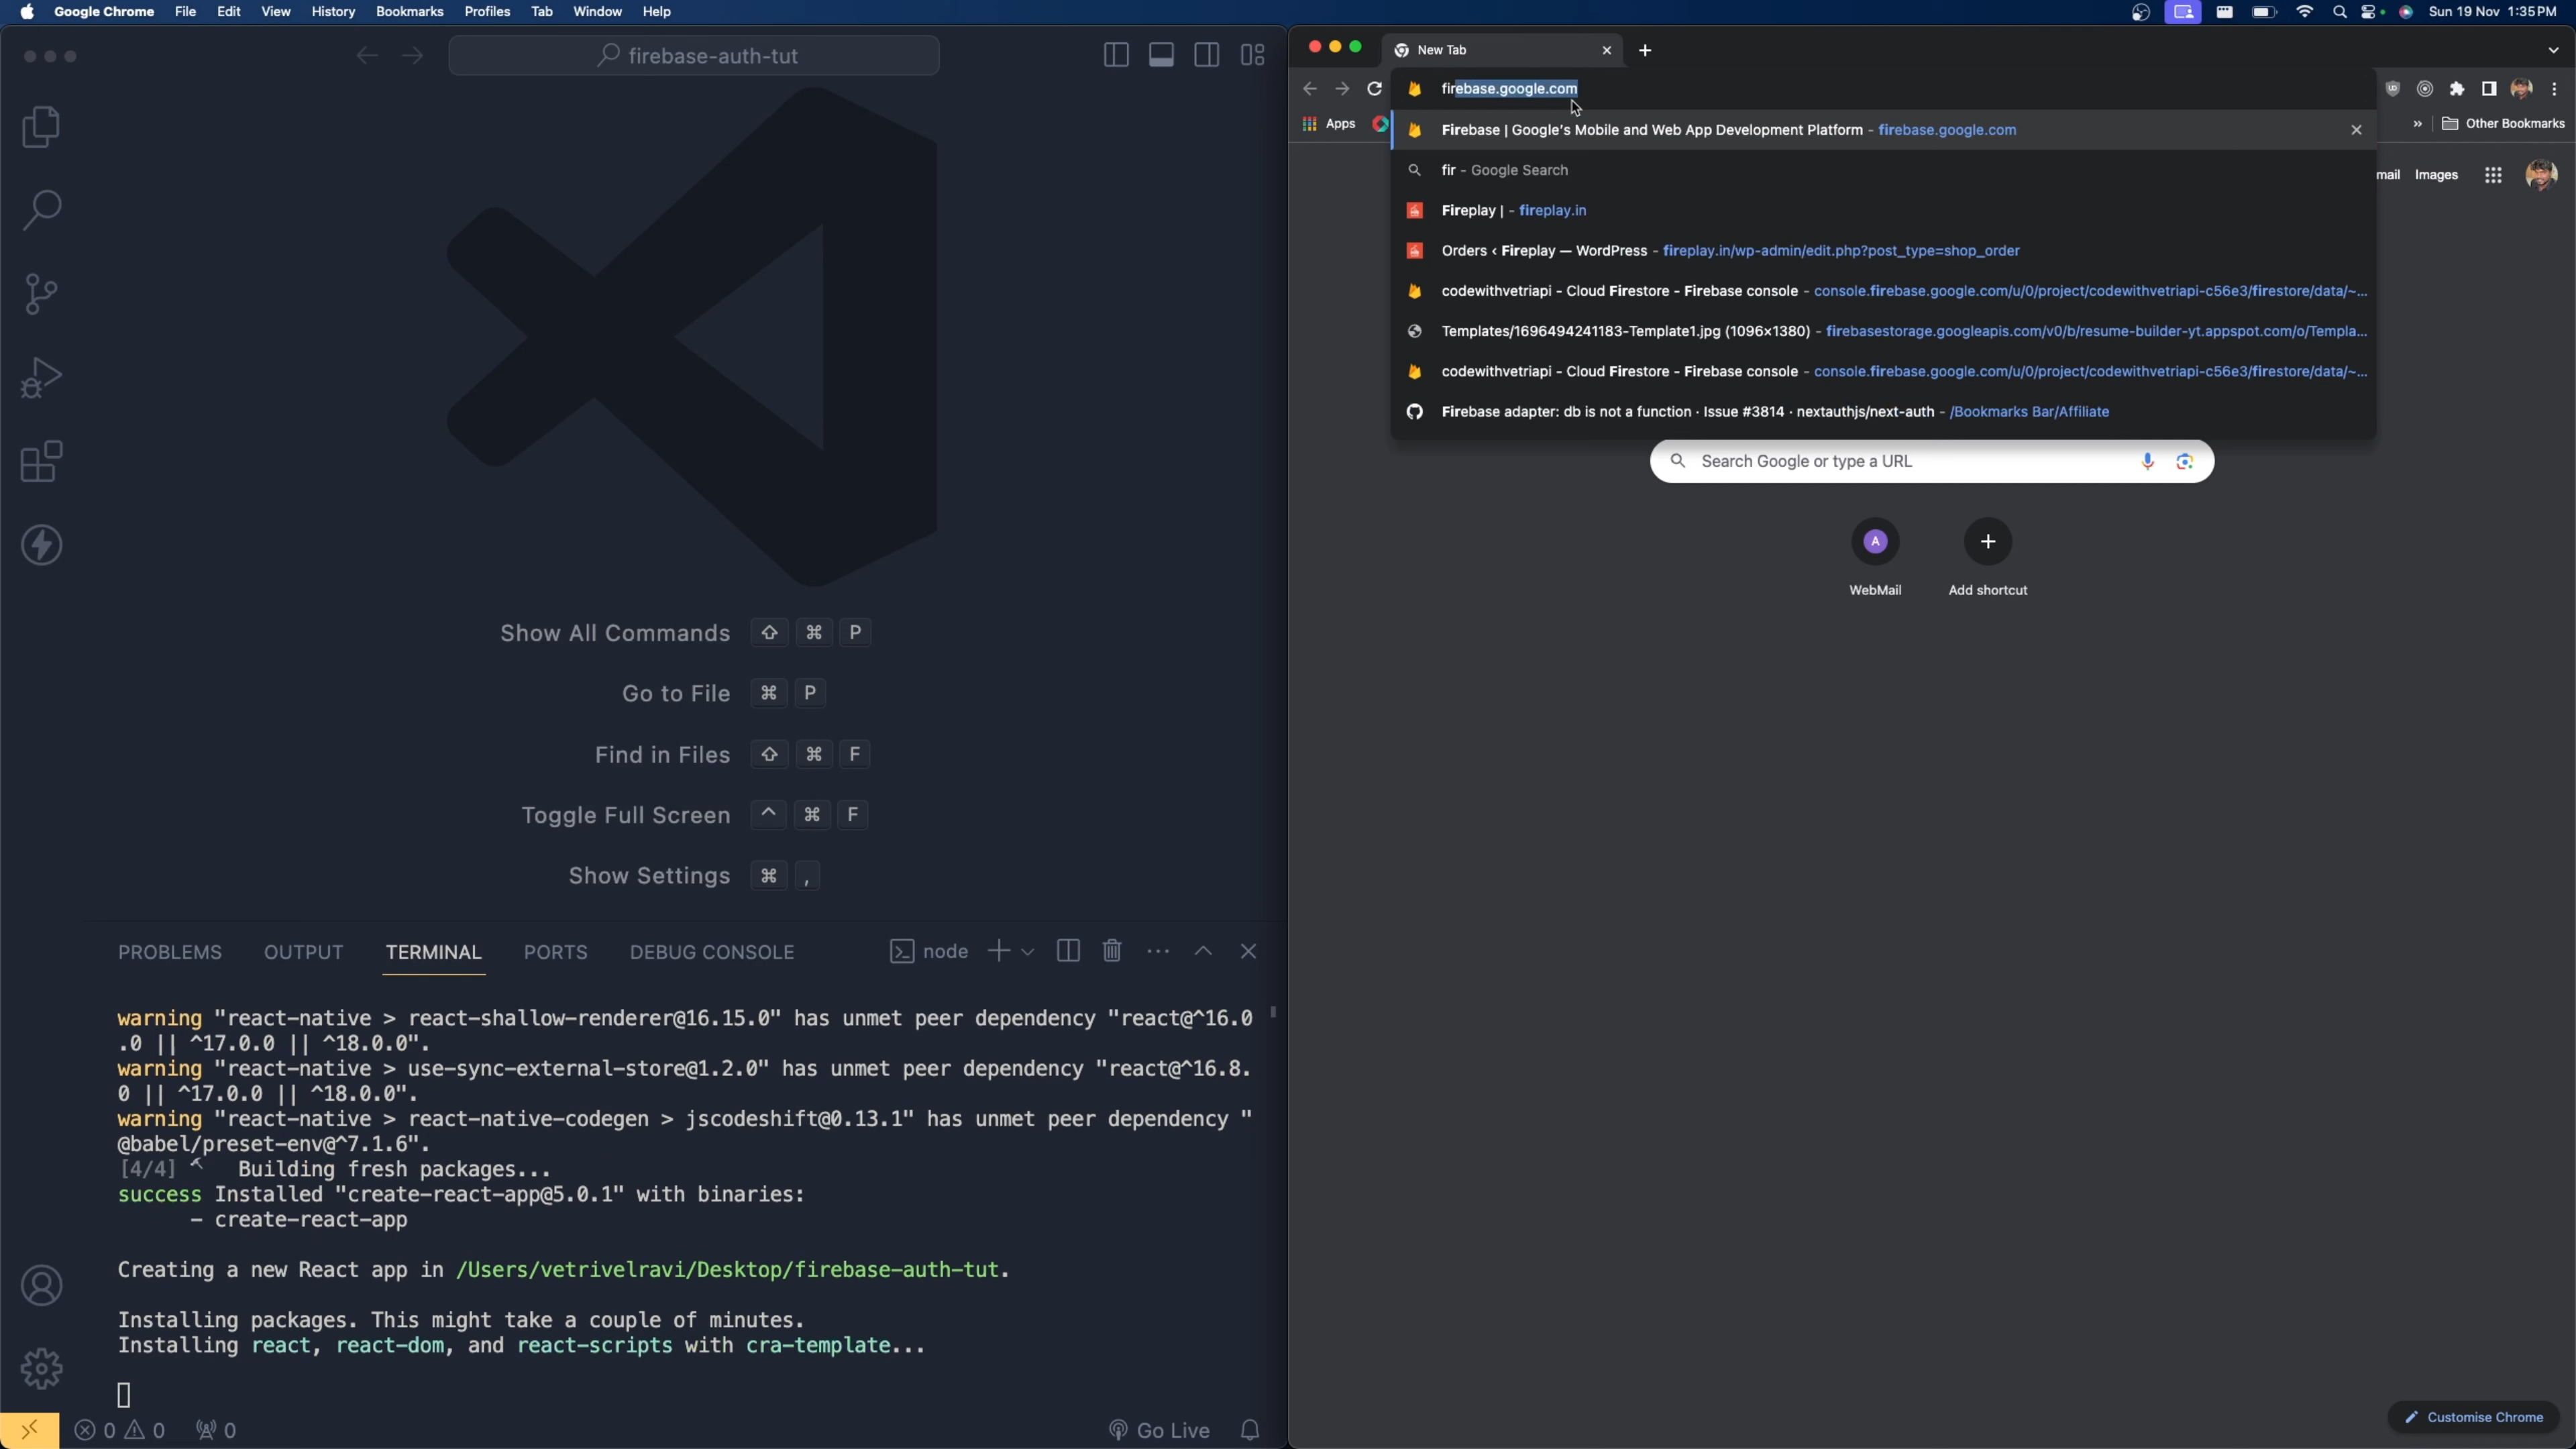 Google Chrome File Edit View History Bookmarks Profiles Tab Window Help
Sun 19 Nov 1:35 PM
firebase-auth-tut
Show All Commands ⇧ ⌘ P
Go to File ⌘ P
Find in Files ⇧ ⌘ F
Toggle Full Screen ^ ⌘ F
Show Settings ⌘ ,
PROBLEMS OUTPUT TERMINAL PORTS DEBUG CONSOLE
node
warning "react-native > react-shallow-renderer@16.15.0" has unmet peer dependency "react@^16.0
.0 || ^17.0.0 || ^18.0.0".
warning "react-native > use-sync-external-store@1.2.0" has unmet peer dependency "react@^16.8.
0 || ^17.0.0 || ^18.0.0".
warning "react-native > react-native-codegen > jscodeshift@0.13.1" has unmet peer dependency "
@babel/preset-env@^7.1.6".
[4/4] Building fresh packages...
success Installed "create-react-app@5.0.1" with binaries:
- create-react-app
Creating a new React app in /Users/vetrivelravi/Desktop/firebase-auth-tut.
Installing packages. This might take a couple of minutes.
Installing react, react-dom, and react-scripts with cra-template...
0 0 0
Go Live
New Tab
firebase.google.com
Apps
Other Bookmarks
Firebase | Google's Mobile and Web App Development Platform - firebase.google.com
fir - Google Search
Fireplay | - fireplay.in
Orders ‹ Fireplay — WordPress - fireplay.in/wp-admin/edit.php?post_type=shop_order
codewithvetriapi - Cloud Firestore - Firebase console - console.firebase.google.com/u/0/project/codewithvetriapi-c56e3/firestore/data/~...
Templates/1696494241183-Template1.jpg (1096×1380) - firebasestorage.googleapis.com/v0/b/resume-builder-yt.appspot.com/o/Templa...
codewithvetriapi - Cloud Firestore - Firebase console - console.firebase.google.com/u/0/project/codewithvetriapi-c56e3/firestore/data/~...
Firebase adapter: db is not a function · Issue #3814 · nextauthjs/next-auth - /Bookmarks Bar/Affiliate
mail Images
Search Google or type a URL
A
WebMail
Add shortcut
Customise Chrome